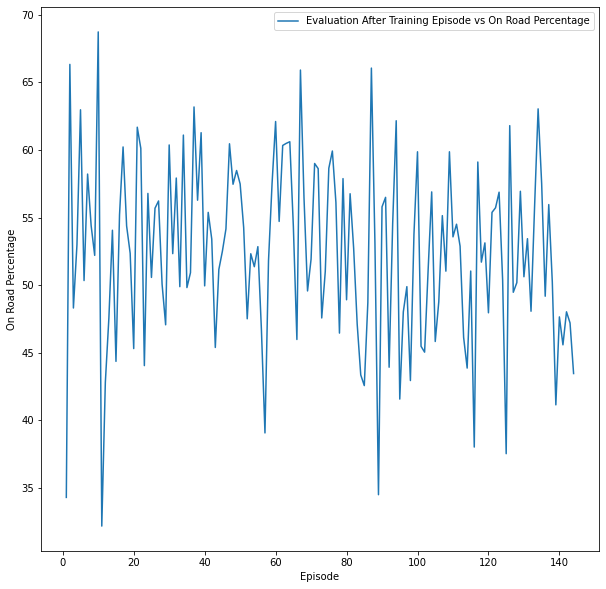 Evaluation After Training Episode vs On Road Percentage
70
65
60
55
50
45
40
35
On Road Percentage
0 20 40 60 80 100 120 140
Episode